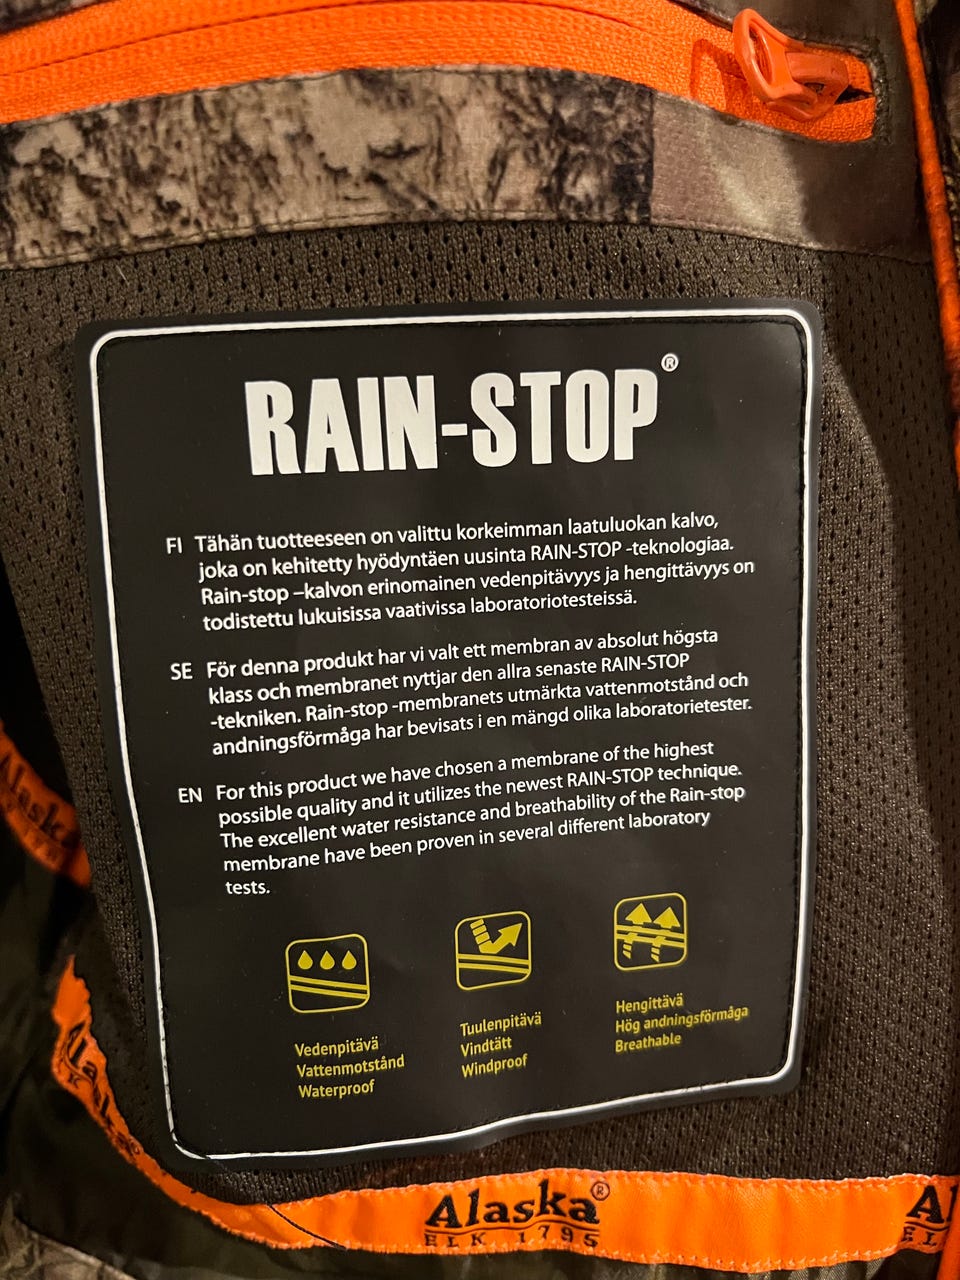 RAIN-STOP®
FI Tähän tuotteeseen on valittu korkeimman laatuluokan kalvo,
joka on kehitetty hyödyntäen uusinta RAIN-STOP -teknologiaa.
Rain-stop –kalvon erinomainen vedenpitävyys ja hengittävyys on
todistettu lukuisissa vaativissa laboratoriotesteissä.
SE För denna produkt har vi valt ett membran av absolut högsta
klass och membranet nyttjar den allra senaste RAIN-STOP
-tekniken. Rain-stop -membranets utmärkta vattenmotstånd och
andningsförmåga har bevisats i en mängd olika laboratorietester.
EN For this product we have chosen a membrane of the highest
possible quality and it utilizes the newest RAIN-STOP technique.
The excellent water resistance and breathability of the Rain-stop
membrane have been proven in several different laboratory
tests.
Vedenpitävä
Vattenmotstånd
Waterproof
Tuulenpitävä
Vindtätt
Windproof
Hengittävä
Hög andningsförmåga
Breathable
Alaska
Alaska®
ELK 1795